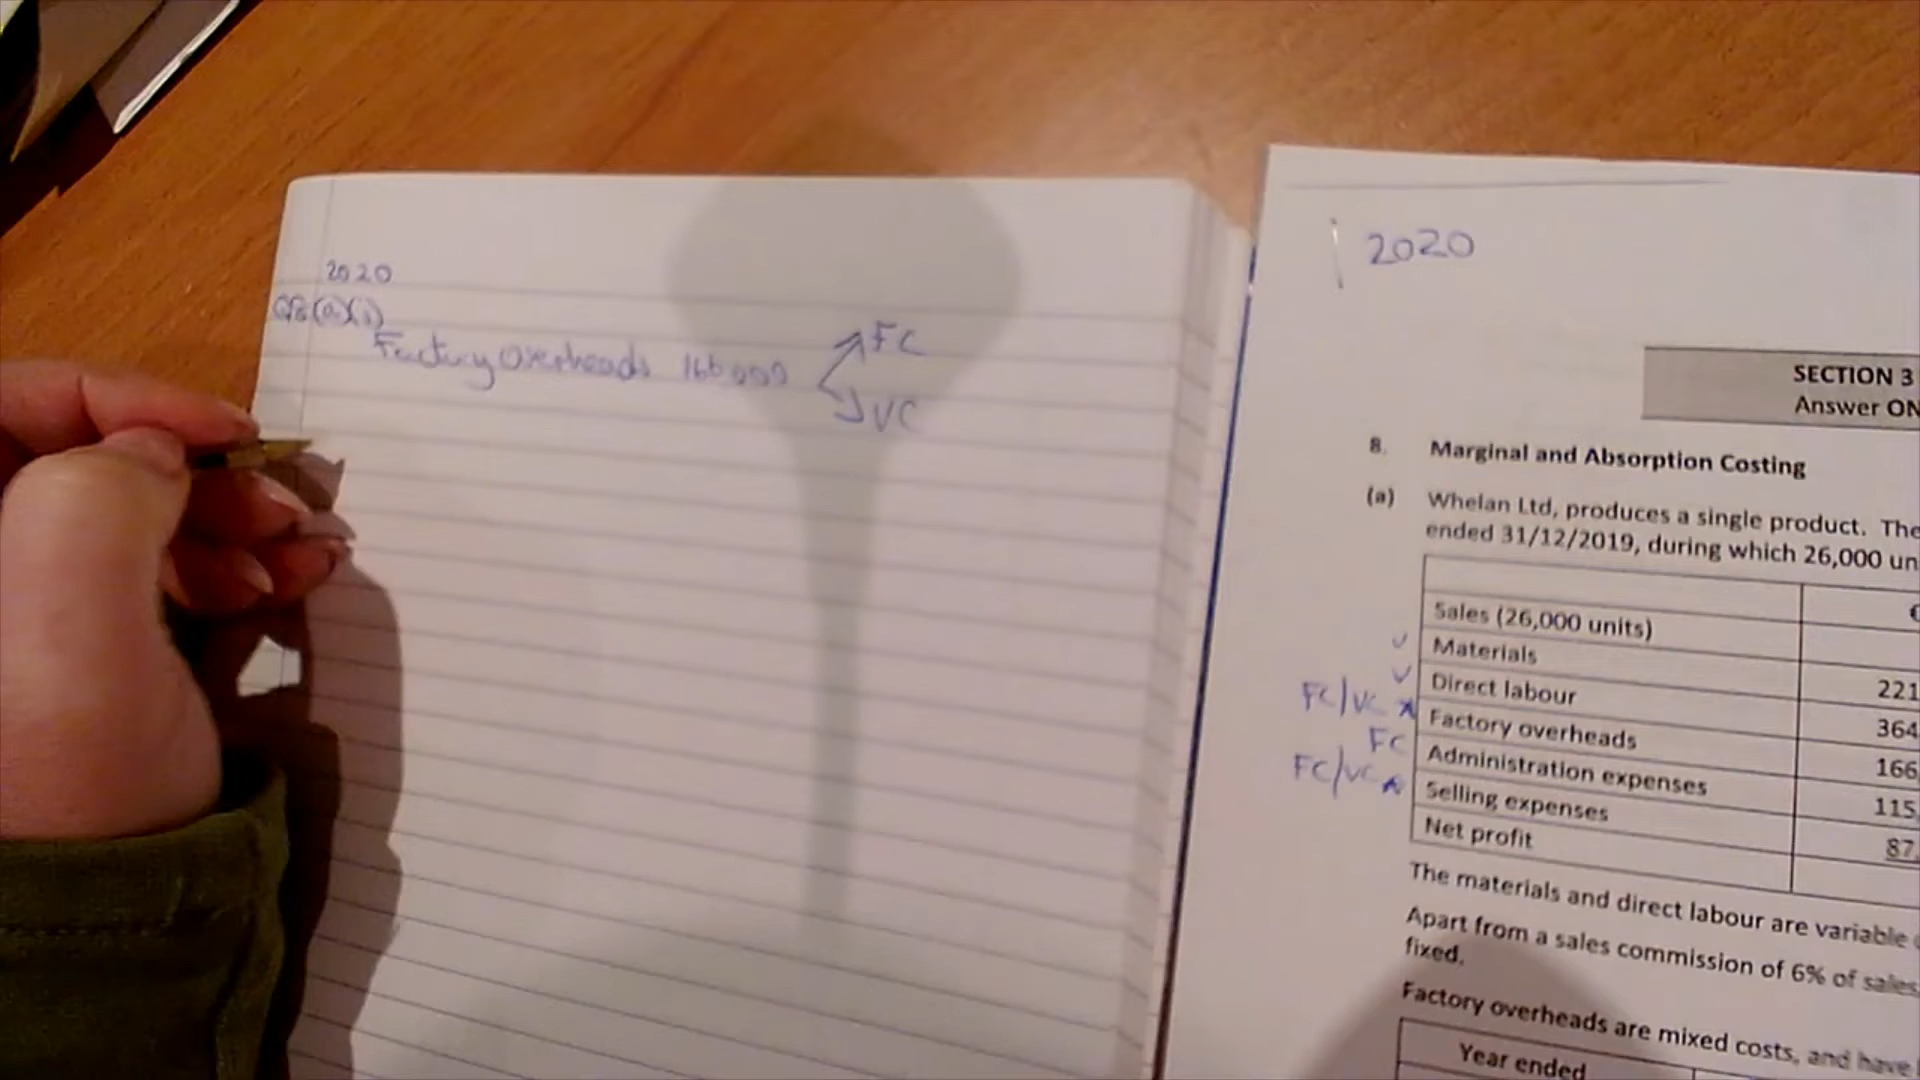 2020
Q8(a)(i)
Factory Overheads 166000
FC
VC
2020
SECTION 3
Answer ON
8. Marginal and Absorption Costing
(a) Whelan Ltd, produces a single product. The
ended 31/12/2019, during which 26,000 un
Sales (26,000 units)
Materials
Direct labour 221
FC/VC Factory overheads 364
FC Administration expenses 166,
FC/VC Selling expenses 115,
Net profit 87,
The materials and direct labour are variable
Apart from a sales commission of 6% of sales
fixed.
Factory overheads are mixed costs, and have
Year ended